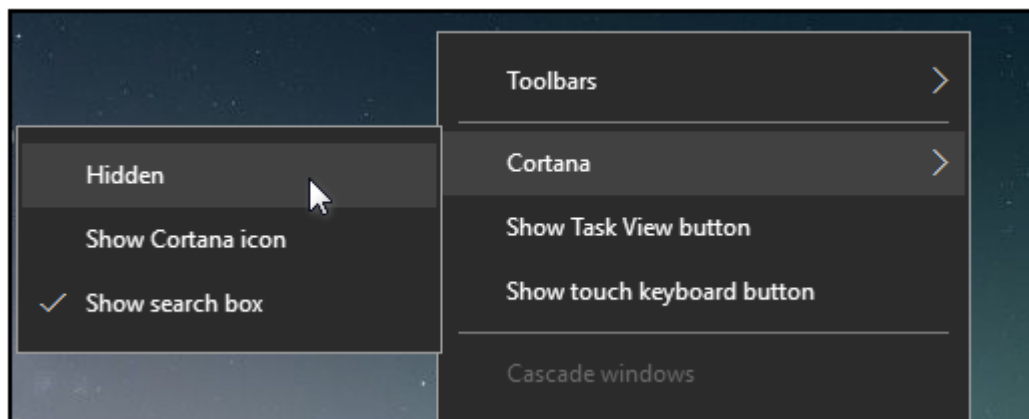 Toolbars
Cortana
Show Task View button
Show touch keyboard button
Cascade windows
Hidden
Show Cortana icon
Show search box